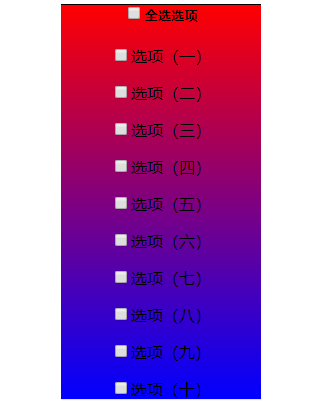 全选选项
选项（一）
选项（二）
选项（三）
选项（四）
选项（五）
选项（六）
选项（七）
选项（八）
选项（九）
选项（十）